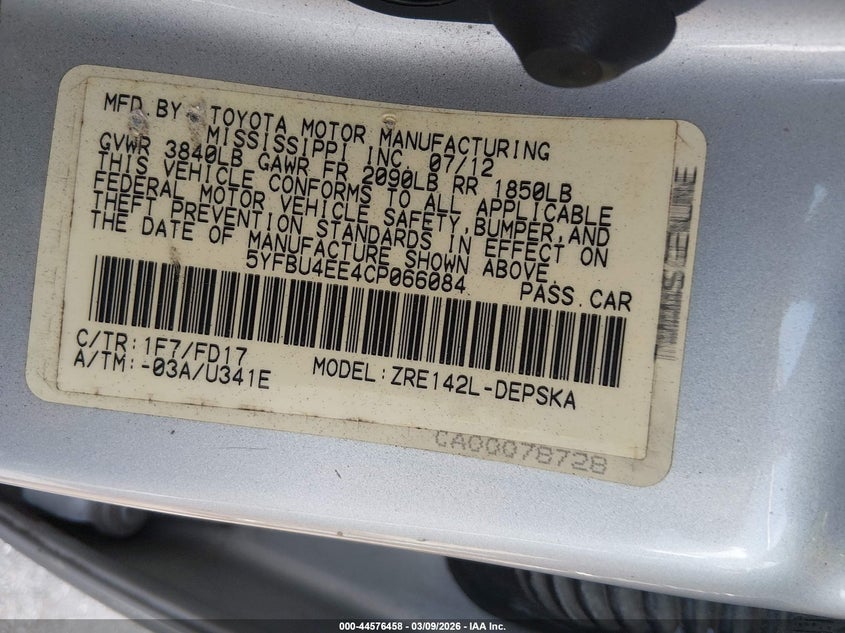 MFD BY TOYOTA MOTOR MANUFACTURING
MISSISSIPPI INC. 07/12
GVWR 3840LB GAWR FR 2090LB RR 1850LB
THIS VEHICLE CONFORMS TO ALL APPLICABLE
FEDERAL MOTOR VEHICLE SAFETY,BUMPER,AND
THEFT PREVENTION STANDARDS IN EFFECT ON
THE DATE OF MANUFACTURE SHOWN ABOVE.
5YFBU4EE4CP066084 PASS.CAR
C/TR:1F7/FD17
A/TM:-03A/U341E MODEL:ZRE142L-DEPSKA
CA00078728
000-44576458 - 03/09/2026 - IAA Inc.